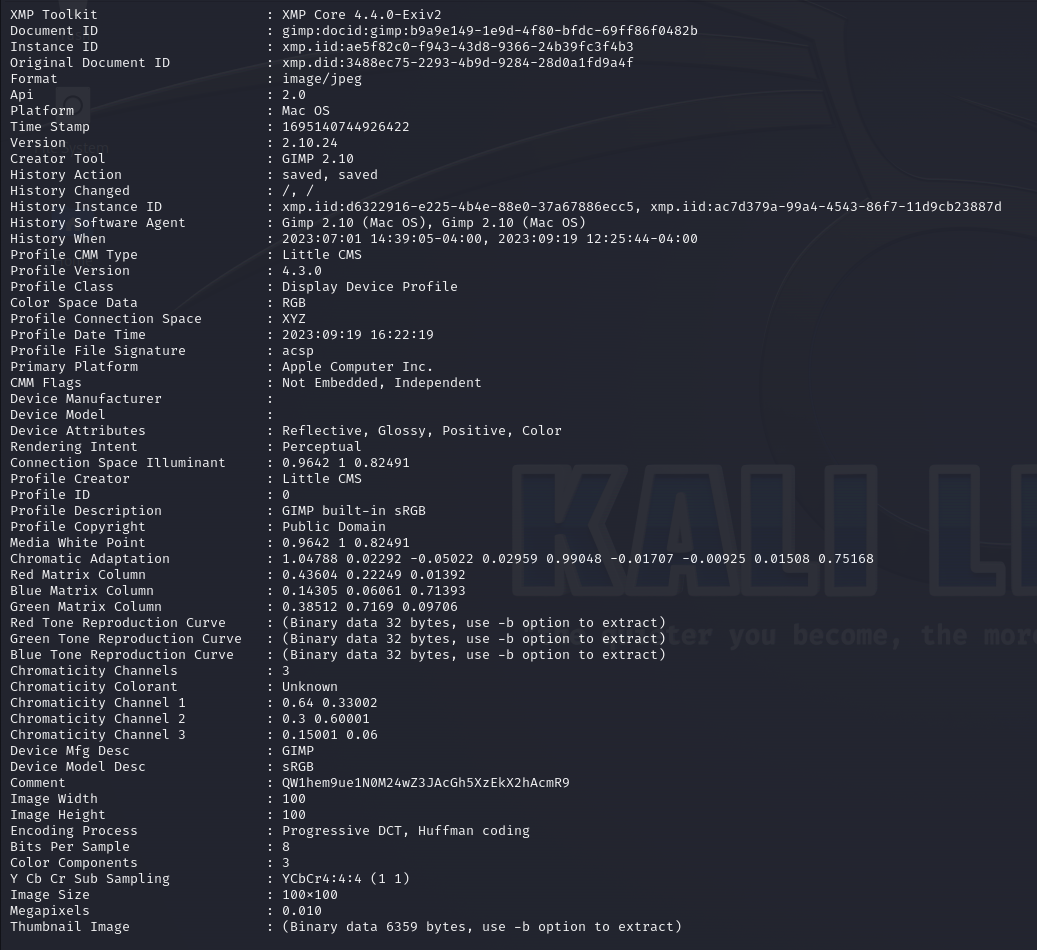 XMP Toolkit : XMP Core 4.4.0-Exiv2
Document ID : gimp:docid:gimp:b9a9e149-1e9d-4f80-bfdc-69ff86f0482b
Instance ID : xmp.iid:ae5f82c0-f943-43d8-9366-24b39fc3f4b3
Original Document ID : xmp.did:3488ec75-2293-4b9d-9284-28d0a1fd9a4f
Format : image/jpeg
Api : 2.0
Platform : Mac OS
Time Stamp : 1695140744926422
Version : 2.10.24
Creator Tool : GIMP 2.10
History Action : saved, saved
History Changed : /, /
History Instance ID : xmp.iid:d6322916-e225-4b4e-88e0-37a67886ecc5, xmp.iid:ac7d379a-99a4-4543-86f7-11d9cb23887d
History Software Agent : Gimp 2.10 (Mac OS), Gimp 2.10 (Mac OS)
History When : 2023:07:01 14:39:05-04:00, 2023:09:19 12:25:44-04:00
Profile CMM Type : Little CMS
Profile Version : 4.3.0
Profile Class : Display Device Profile
Color Space Data : RGB
Profile Connection Space : XYZ
Profile Date Time : 2023:09:19 16:22:19
Profile File Signature : acsp
Primary Platform : Apple Computer Inc.
CMM Flags : Not Embedded, Independent
Device Manufacturer :
Device Model :
Device Attributes : Reflective, Glossy, Positive, Color
Rendering Intent : Perceptual
Connection Space Illuminant : 0.9642 1 0.82491
Profile Creator : Little CMS
Profile ID : 0
Profile Description : GIMP built-in sRGB
Profile Copyright : Public Domain
Media White Point : 0.9642 1 0.82491
Chromatic Adaptation : 1.04788 0.02292 -0.05022 0.02959 0.99048 -0.01707 -0.00925 0.01508 0.75168
Red Matrix Column : 0.43604 0.22249 0.01392
Blue Matrix Column : 0.14305 0.06061 0.71393
Green Matrix Column : 0.38512 0.7169 0.09706
Red Tone Reproduction Curve : (Binary data 32 bytes, use -b option to extract)
Green Tone Reproduction Curve : (Binary data 32 bytes, use -b option to extract)
Blue Tone Reproduction Curve : (Binary data 32 bytes, use -b option to extract)
Chromaticity Channels : 3
Chromaticity Colorant : Unknown
Chromaticity Channel 1 : 0.64 0.33002
Chromaticity Channel 2 : 0.3 0.60001
Chromaticity Channel 3 : 0.15001 0.06
Device Mfg Desc : GIMP
Device Model Desc : sRGB
Comment : QW1hem9ue1N0M24wZ3JAcGh5XzEkX2hAcmR9
Image Width : 100
Image Height : 100
Encoding Process : Progressive DCT, Huffman coding
Bits Per Sample : 8
Color Components : 3
Y Cb Cr Sub Sampling : YCbCr4:4:4 (1 1)
Image Size : 100×100
Megapixels : 0.010
Thumbnail Image : (Binary data 6359 bytes, use -b option to extract)
KALI LI
you become, the more